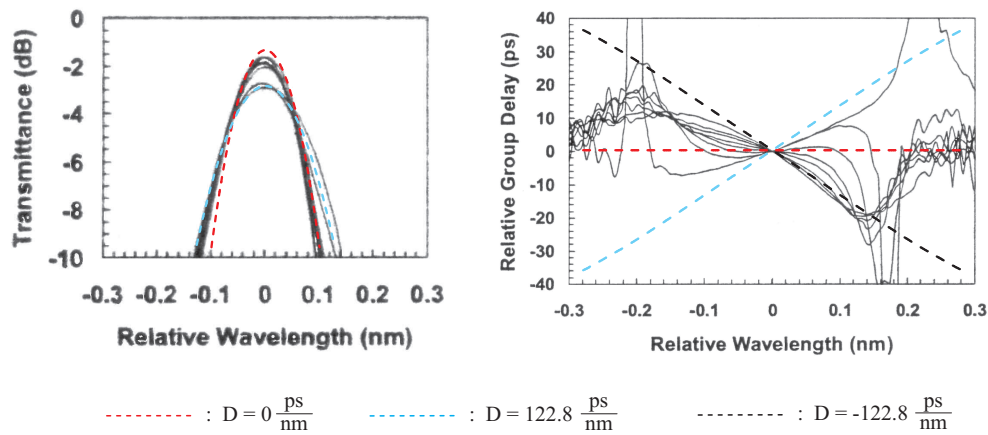 Transmittance (dB)
0
-2
-4
-6
-8
-10
-0.3 -0.2 -0.1 0 0.1 0.2 0.3
Relative Wavelength (nm)
Relative Group Delay (ps)
40
30
20
10
0
-10
-20
-30
40
-0.3 -0.2 -0.1 0 0.1 0.2 0.3
Relative Wavelength (nm)
: D = 0 ps/nm : D = 122.8 ps/nm : D = -122.8 ps/nm